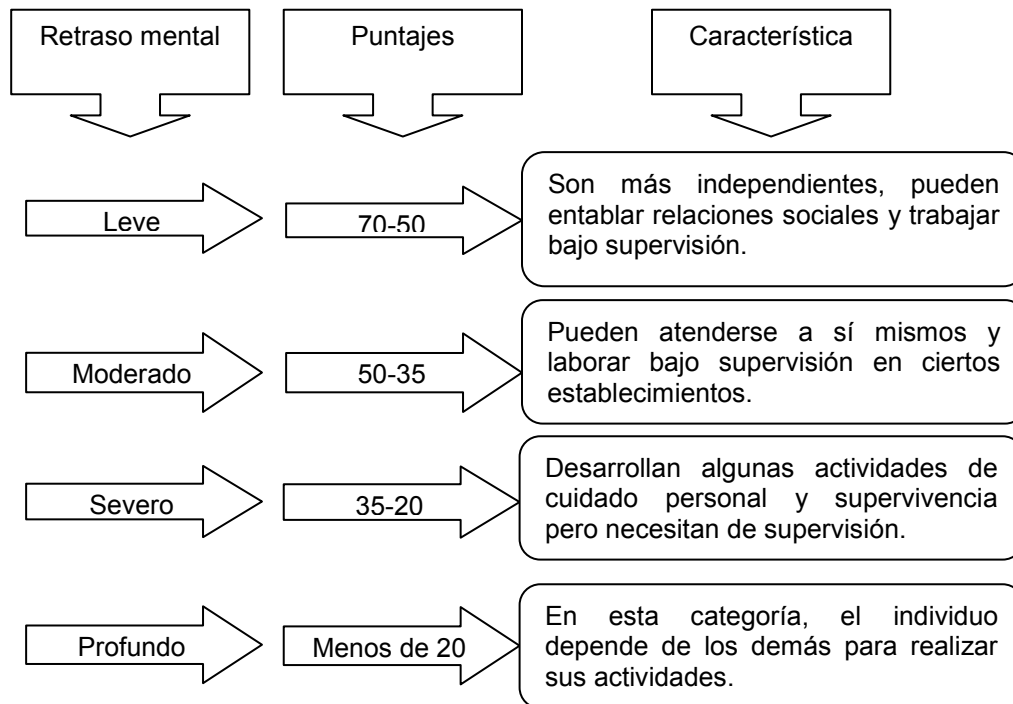 Retraso mental
Puntajes
Característica
Leve
70-50
Son más independientes, pueden
entablar relaciones sociales y trabajar
bajo supervisión.
Moderado
50-35
Pueden atenderse a sí mismos y
laborar bajo supervisión en ciertos
establecimientos.
Severo
35-20
Desarrollan algunas actividades de
cuidado personal y supervivencia
pero necesitan de supervisión.
Profundo
Menos de 20
En esta categoría, el individuo
depende de los demás para realizar
sus actividades.